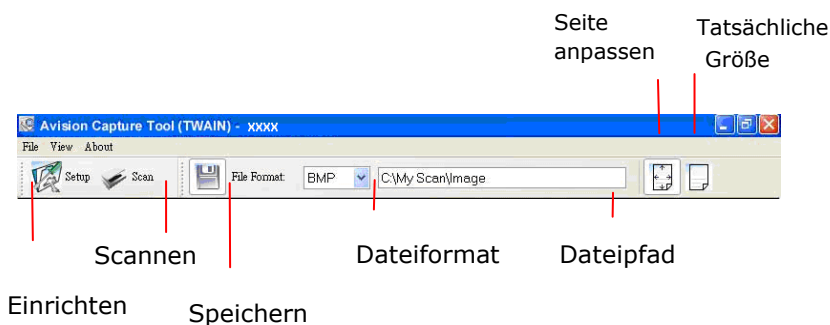 Seite
anpassen
Tatsächliche
Größe
Avision Capture Tool (TWAIN) - xxxx
File View About
Setup Scan File Format: BMP C:\My Scan\Image
Scannen Dateiformat Dateipfad
Einrichten Speichern